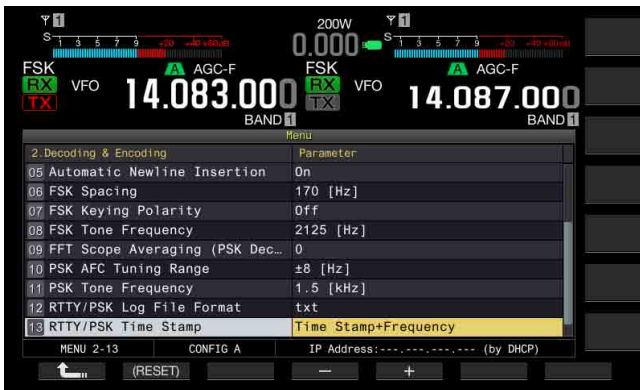 1 200W 1
S 1 3 5 7 9 +20 +40 +60dB 0.000 S 1 3 5 7 9 +20 +40 +60dB
FSK A AGC-F FSK A AGC-F
RX VFO 14.083.000 RX VFO 14.087.000
TX TX
BAND 1 BAND 1
Menu
2.Decoding & Encoding Parameter
05 Automatic Newline Insertion On
06 FSK Spacing 170 [Hz]
07 FSK Keying Polarity Off
08 FSK Tone Frequency 2125 [Hz]
09 FFT Scope Averaging (PSK Dec... 0
10 PSK AFC Tuning Range ±8 [Hz]
11 PSK Tone Frequency 1.5 [kHz]
12 RTTY/PSK Log File Format txt
13 RTTY/PSK Time Stamp Time Stamp+Frequency
MENU 2-13 CONFIG A IP Address:---.---.---.--- (by DHCP)
(RESET) − +